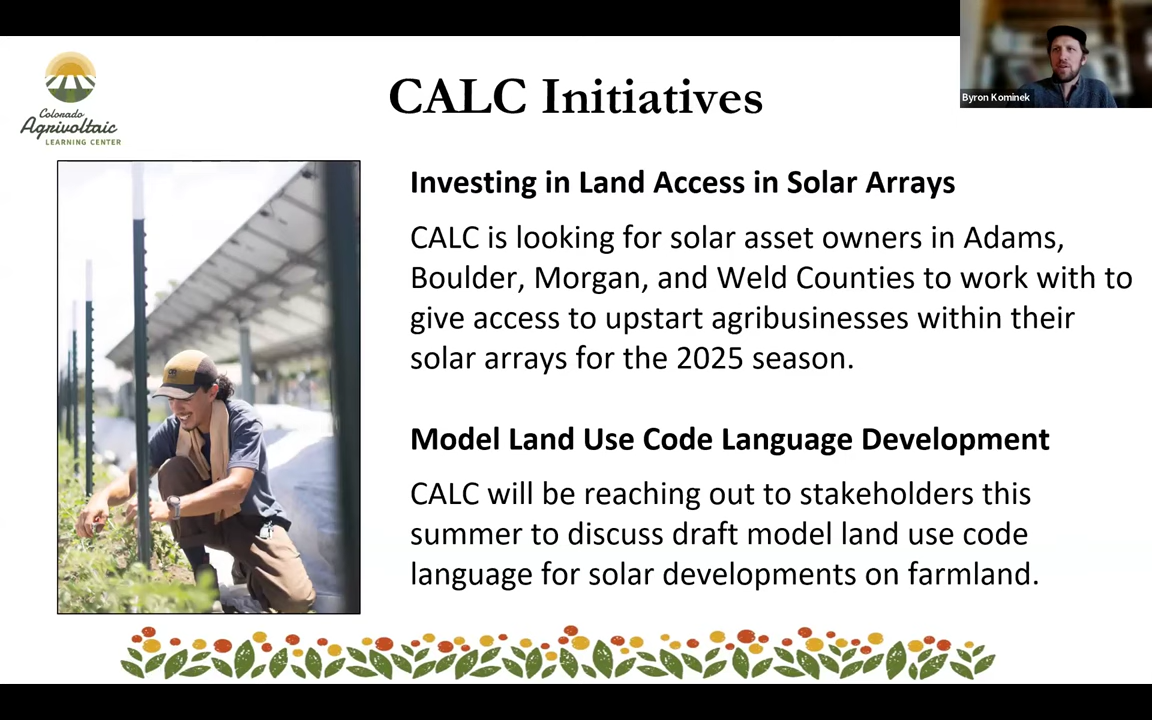 Byron Kominek
Colorado
Agrivoltaic
LEARNING CENTER
CALC Initiatives
Investing in Land Access in Solar Arrays
CALC is looking for solar asset owners in Adams,
Boulder, Morgan, and Weld Counties to work with to
give access to upstart agribusinesses within their
solar arrays for the 2025 season.
Model Land Use Code Language Development
CALC will be reaching out to stakeholders this
summer to discuss draft model land use code
language for solar developments on farmland.